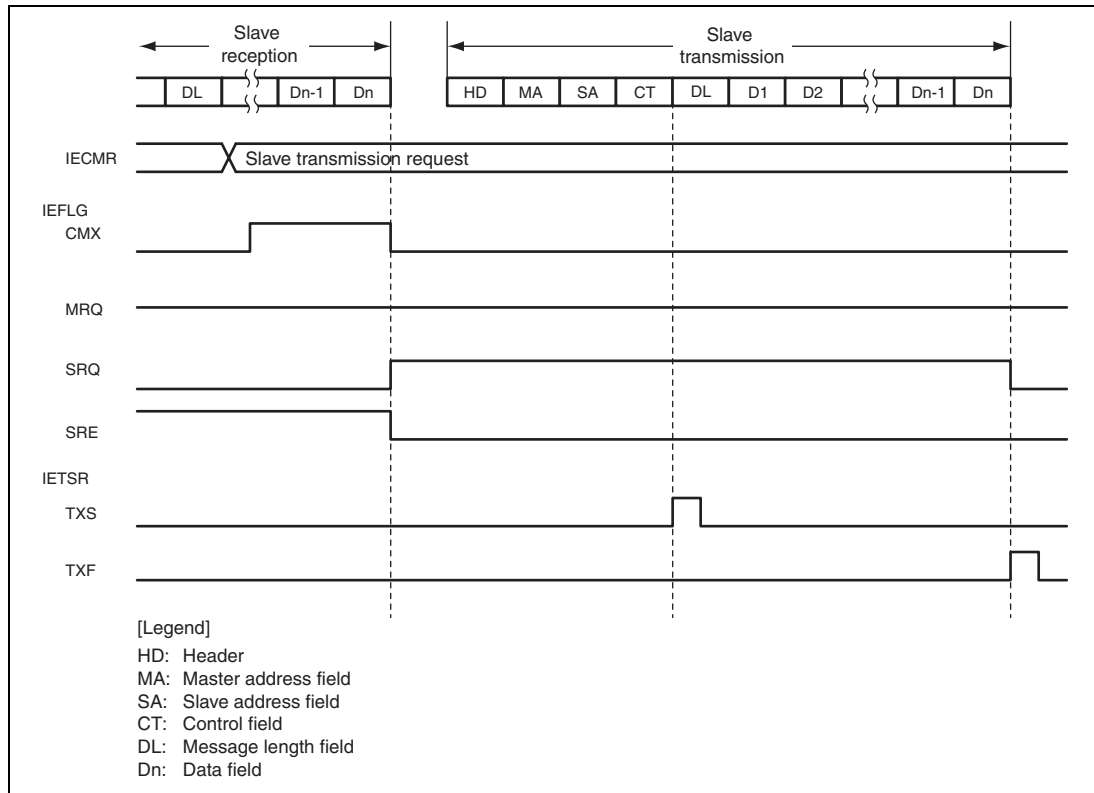 Slave
reception
Slave
transmission
DL Dn-1 Dn HD MA SA CT DL D1 D2 Dn-1 Dn
IECMR Slave transmission request
IEFLG
CMX
MRQ
SRQ
SRE
IETSR
TXS
TXF
[Legend]
HD: Header
MA: Master address field
SA: Slave address field
CT: Control field
DL: Message length field
Dn: Data field